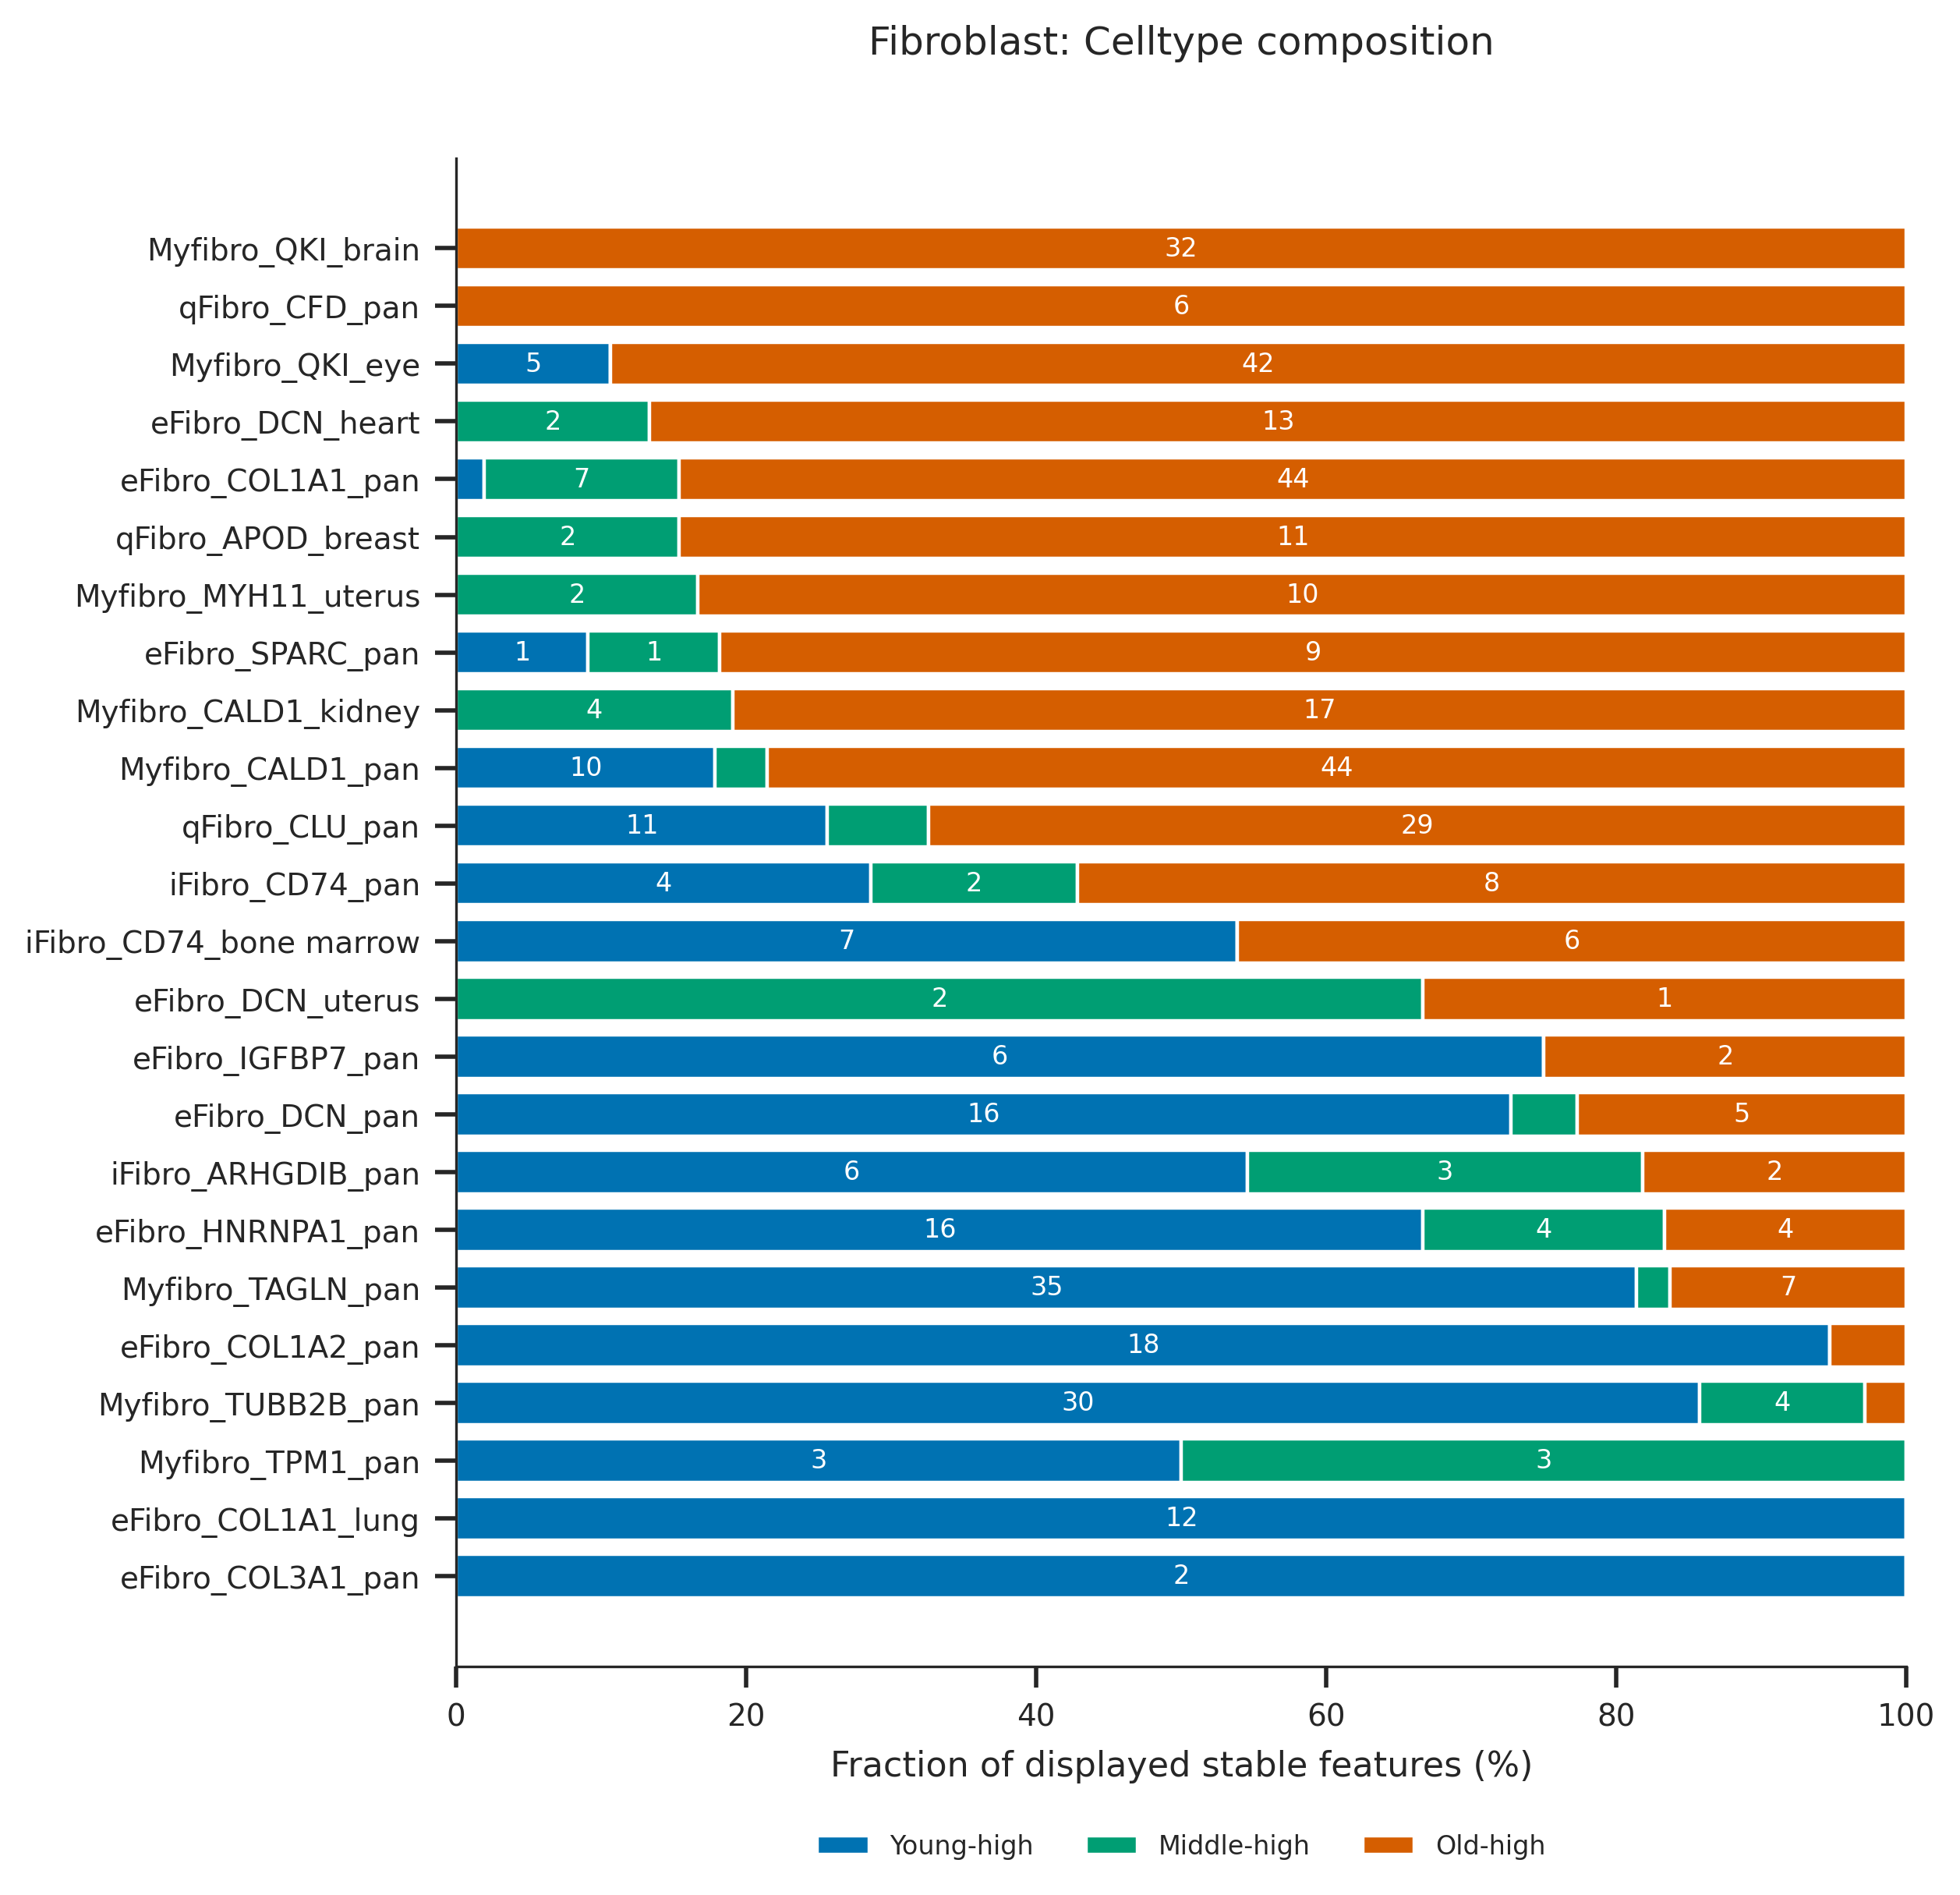 Fibroblast: Celltype composition
Myfibro_QKI_brain 32
qFibro_CFD_pan 6
Myfibro_QKI_eye 5 42
eFibro_DCN_heart 2 13
eFibro_COL1A1_pan 7 44
qFibro_APOD_breast 2 11
Myfibro_MYH11_uterus 2 10
eFibro_SPARC_pan 1 1 9
Myfibro_CALD1_kidney 4 17
Myfibro_CALD1_pan 10 44
qFibro_CLU_pan 11 29
iFibro_CD74_pan 4 2 8
iFibro_CD74_bone marrow 7 6
eFibro_DCN_uterus 2 1
eFibro_IGFBP7_pan 6 2
eFibro_DCN_pan 16 5
iFibro_ARHGDIB_pan 6 3 2
eFibro_HNRNPA1_pan 16 4 4
Myfibro_TAGLN_pan 35 7
eFibro_COL1A2_pan 18
Myfibro_TUBB2B_pan 30 4
Myfibro_TPM1_pan 3 3
eFibro_COL1A1_lung 12
eFibro_COL3A1_pan 2
0 20 40 60 80 100
Fraction of displayed stable features (%)
Young-high Middle-high Old-high